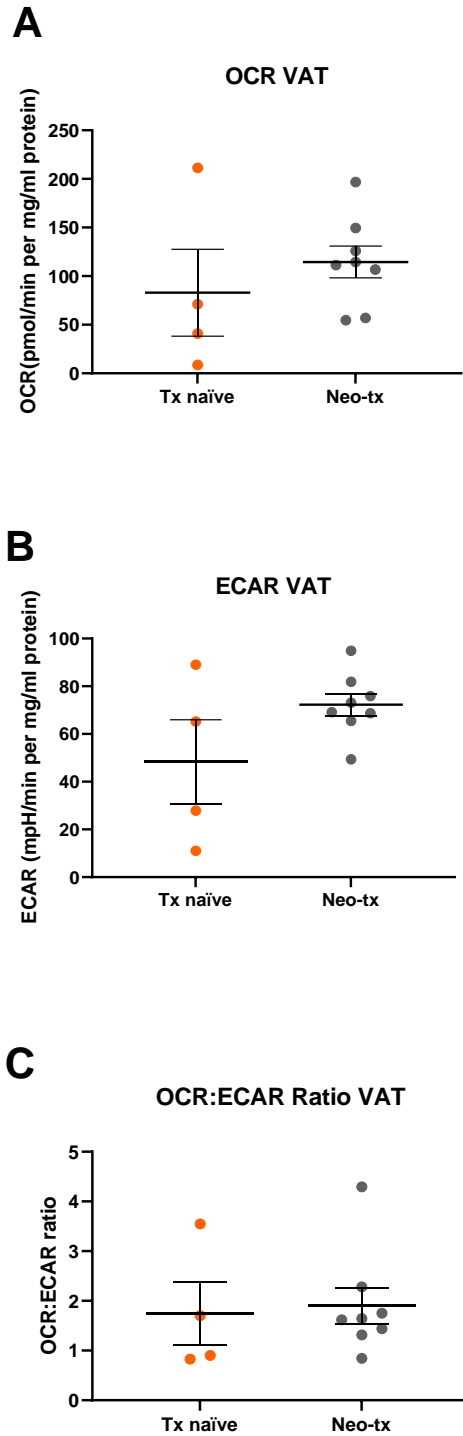 A
OCR VAT
OCR(pmol/min per mg/ml protein)
250
200
150
100
50
0
Tx naïve
Neo-tx
B
ECAR VAT
ECAR (mpH/min per mg/ml protein)
100
80
60
40
20
0
Tx naïve
Neo-tx
C
OCR:ECAR Ratio VAT
OCR:ECAR ratio
5
4
3
2
1
0
Tx naïve
Neo-tx